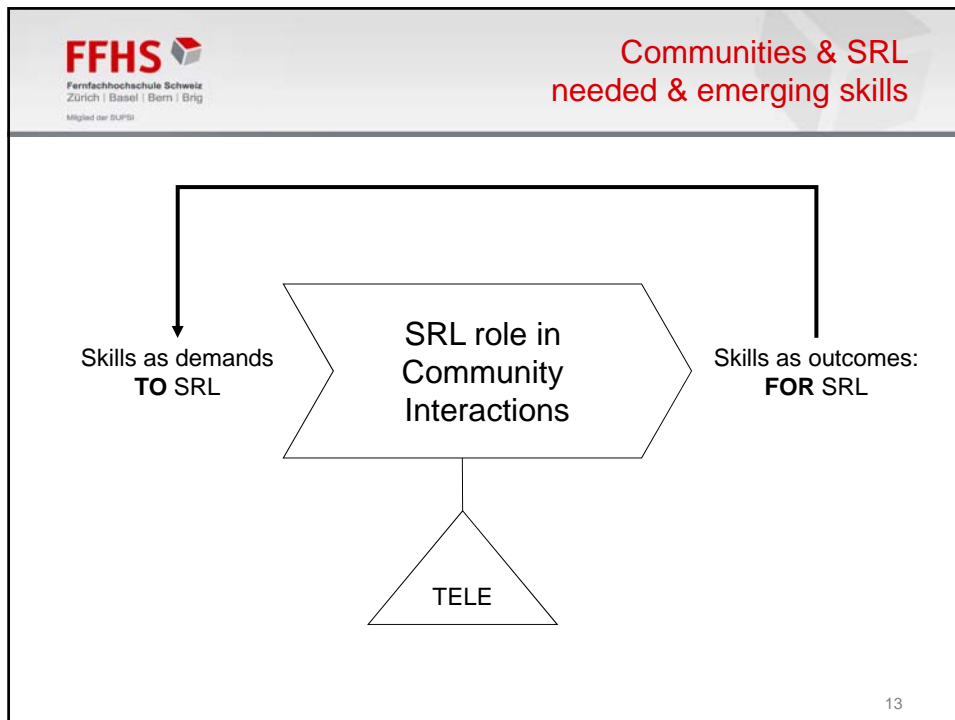 FFHS
Fernfachhochschule Schweiz
Zürich | Basel | Bern | Brig
Mitglied der SUPSI
Communities & SRL
needed & emerging skills
Skills as demands
TO SRL
SRL role in
Community
Interactions
Skills as outcomes:
FOR SRL
TELE
13